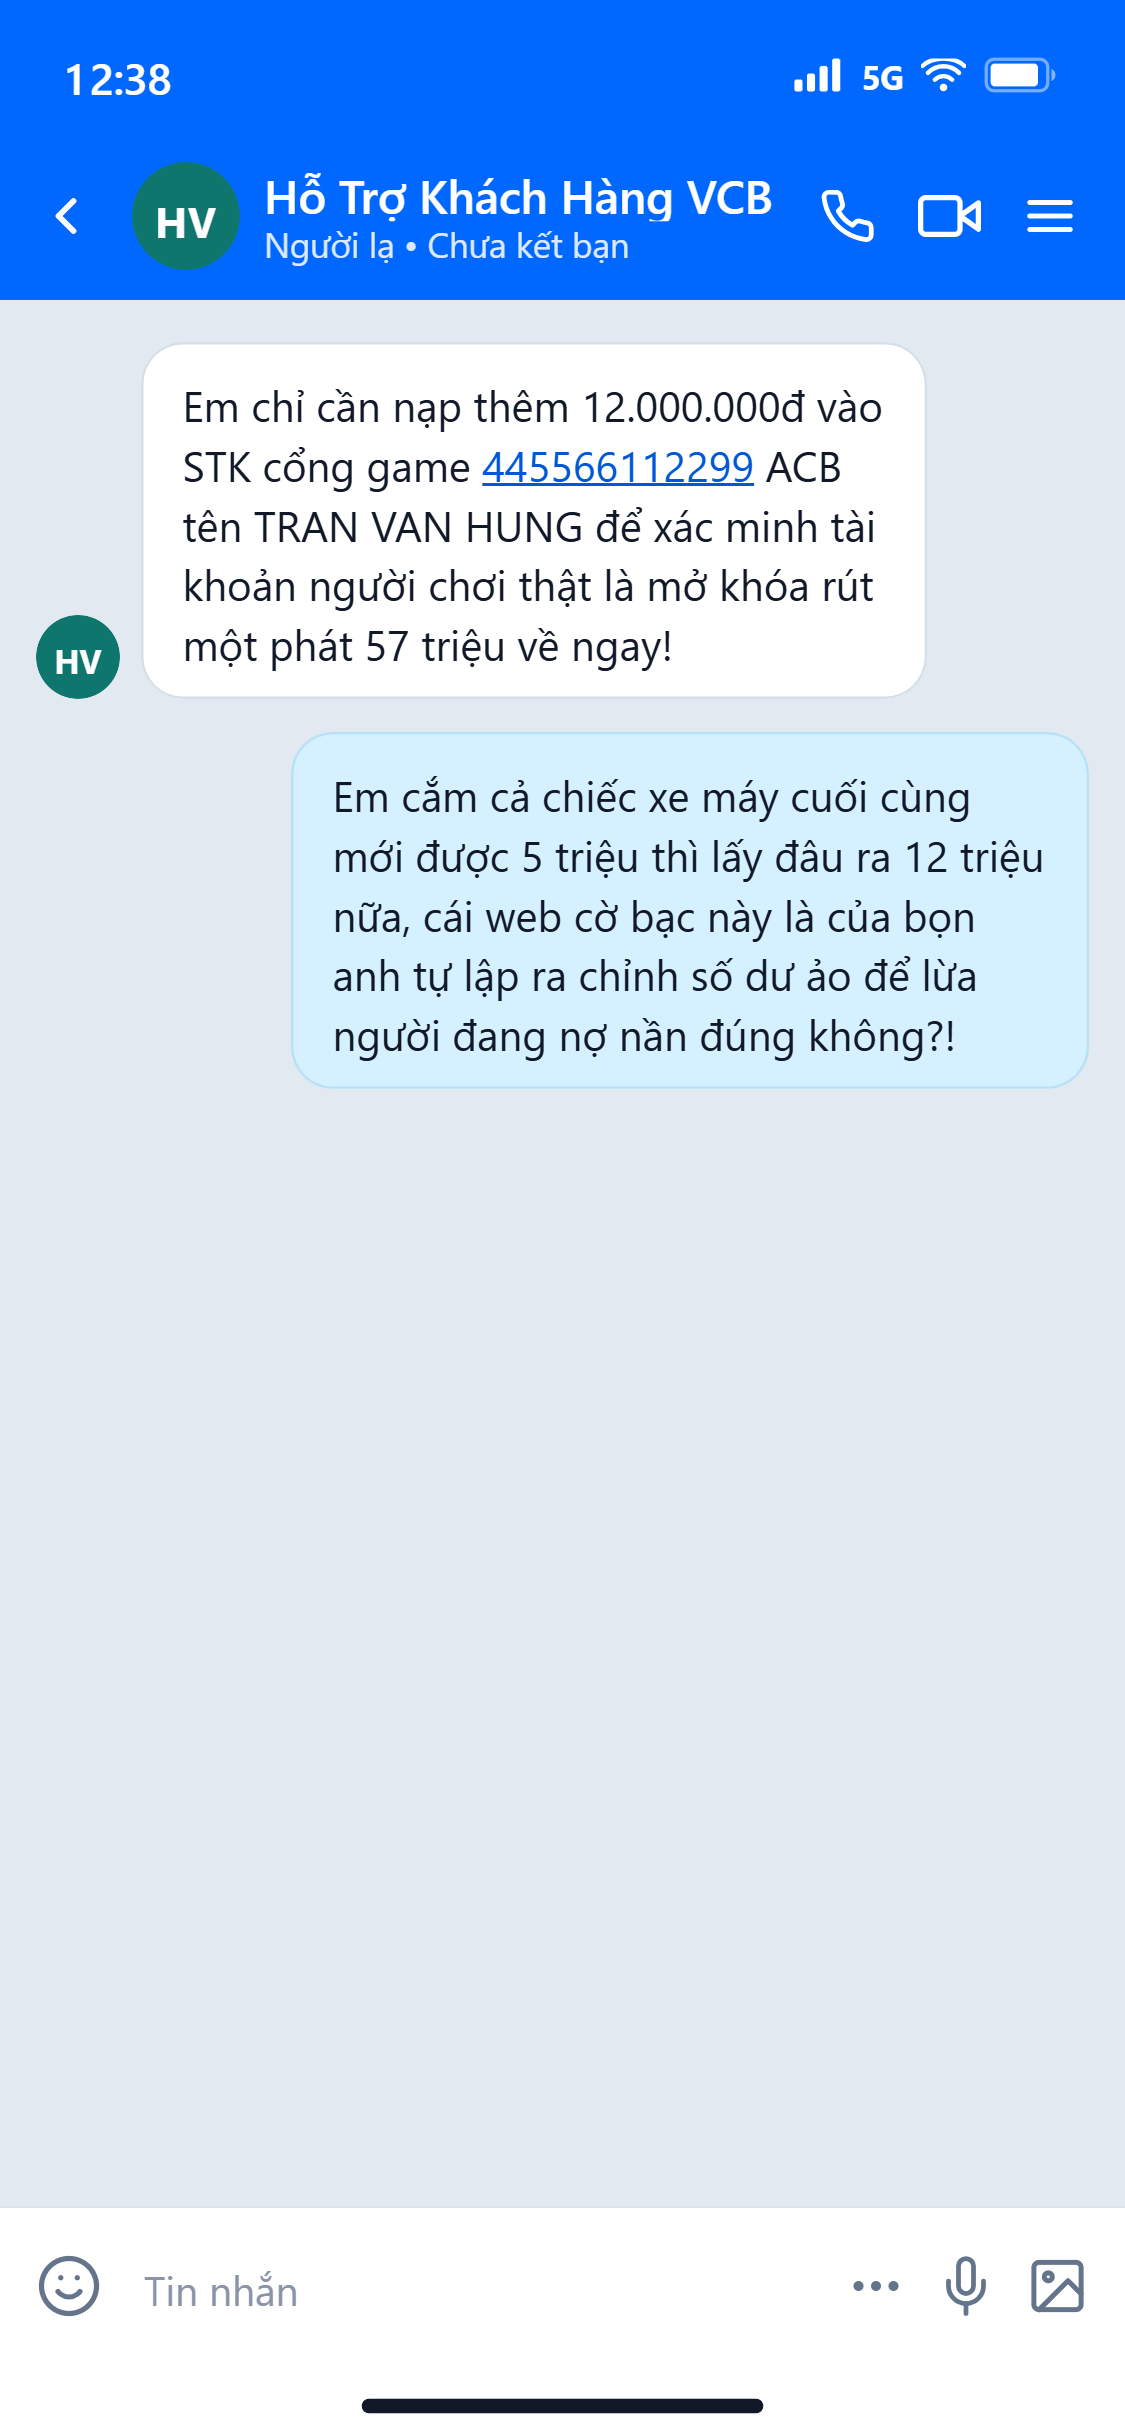 12:38
5G
HV
Hỗ Trợ Khách Hàng VCB
Người lạ • Chưa kết bạn
Em chỉ cần nạp thêm 12.000.000đ vào
STK cổng game 445566112299 ACB
tên TRAN VAN HUNG để xác minh tài
khoản người chơi thật là mở khóa rút
một phát 57 triệu về ngay!
HV
Em cắm cả chiếc xe máy cuối cùng
mới được 5 triệu thì lấy đâu ra 12 triệu
nữa, cái web cờ bạc này là của bọn
anh tự lập ra chỉnh số dư ảo để lừa
người đang nợ nần đúng không?!
Tin nhắn